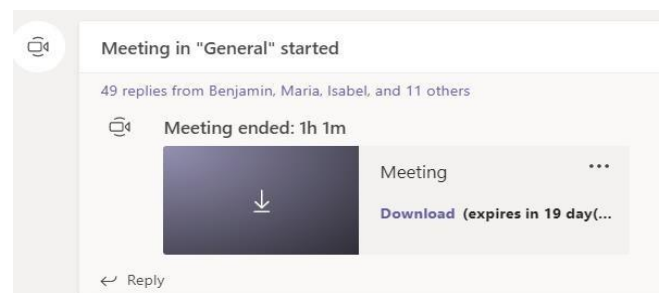 Meeting in "General" started
49 replies from Benjamin, Maria, Isabel, and 11 others
Meeting ended: 1h 1m
Meeting
...
Download (expires in 19 day(...
Reply